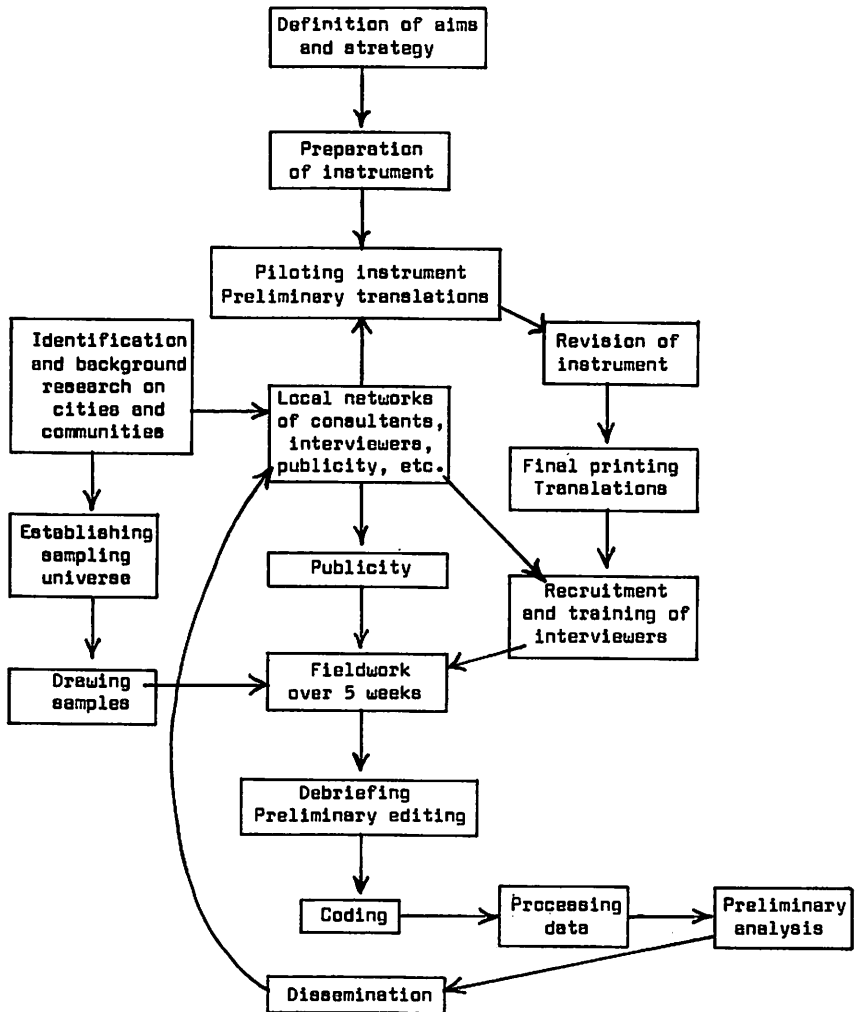 Definition of aims
and strategy
Preparation
of instrument
Piloting instrument
Preliminary translations
Identification
and background
research on
cities and
communities
Revision of
instrument
Local networks
of consultants,
interviewers,
publicity, etc.
Final printing
Translations
Establishing
sampling
universe
Publicity
Recruitment
and training of
interviewers
Drawing
samples
Fieldwork
over 5 weeks
Debriefing
Preliminary editing
Coding
Processing
data
Preliminary
analysis
Dissemination